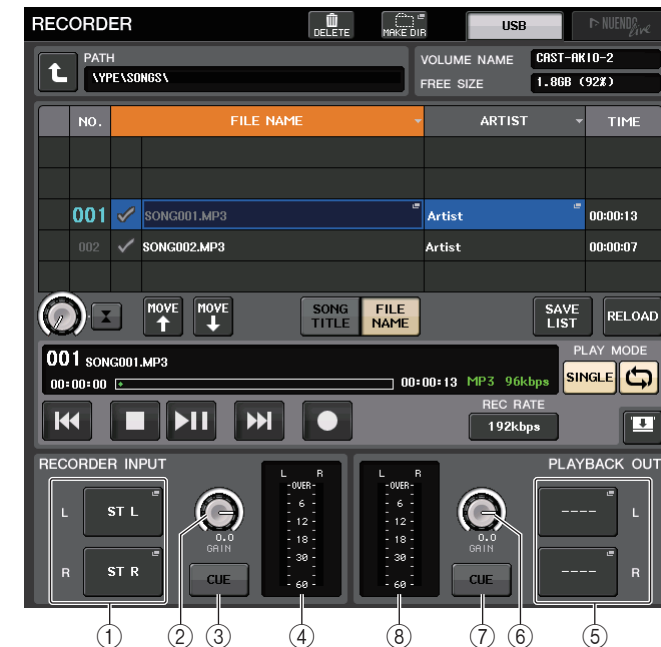 RECORDER
DELETE
MAKE DIR
USB
NUENDO live
PATH
\YPE\SONGS\
VOLUME NAME
CAST-AKIO-2
FREE SIZE
1.8GB (92%)
NO.
FILE NAME
ARTIST
TIME
001
SONG001.MP3
Artist
00:00:13
002
SONG002.MP3
Artist
00:00:07
MOVE
MOVE
SONG TITLE
FILE NAME
SAVE LIST
RELOAD
001 SONG001.MP3
00:00:00
00:00:13
MP3 96kbps
PLAY MODE
SINGLE
REC RATE
192kbps
RECORDER INPUT
L
ST L
R
ST R
0.0
GAIN
CUE
L R
-OVER-
6
- 12 -
- 18 -
- 30 -
- 60 -
L R
-OVER-
6
- 12 -
- 18 -
- 30 -
- 60 -
0.0
GAIN
CUE
PLAYBACK OUT
----
L
----
R
① ② ③ ④ ⑧ ⑦ ⑥ ⑤